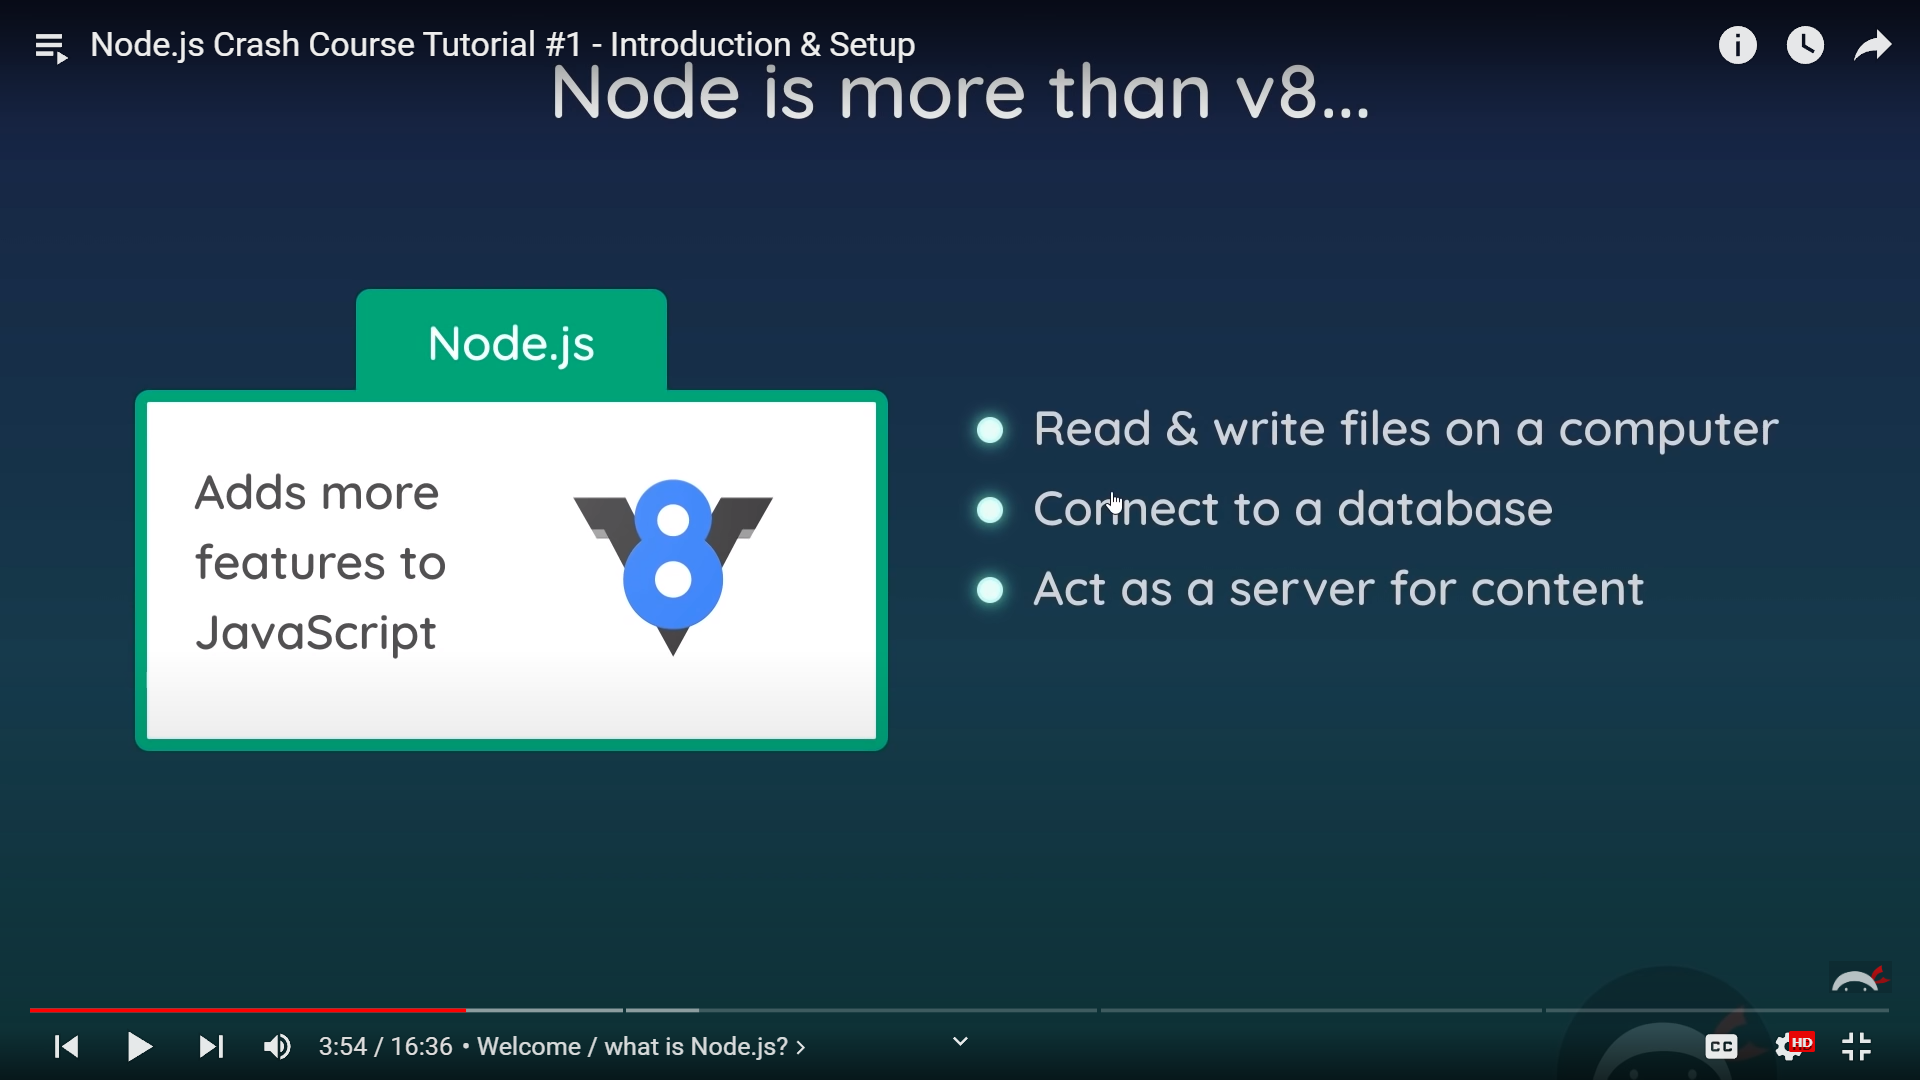 Node.js Crash Course Tutorial #1 - Introduction & Setup
Node is more than v8...
Node.js
Adds more
features to
JavaScript
8
Read & write files on a computer
Connect to a database
Act as a server for content
3:54 / 16:36 • Welcome / what is Node.js? >
CC
HD